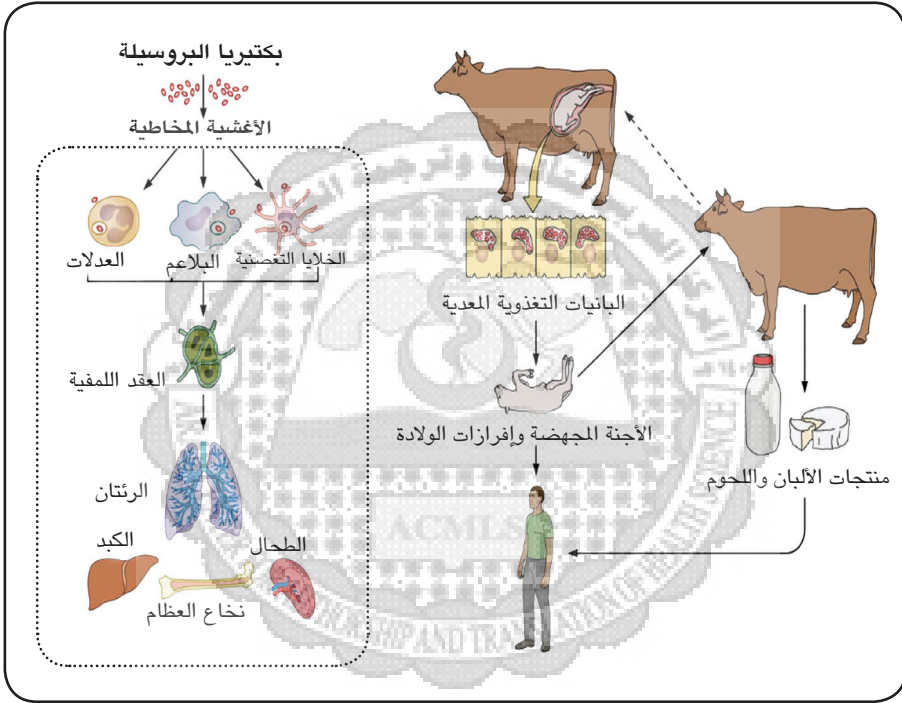 بكتيريا البروسيلة
الأغشية المخاطية
العدلات
البلاعم
الخلايا التغصنية
العقد اللمفية
الرئتان
الكبد
الطحال
نخاع العظام
البانيات التغذوية المعدية
الأجنة المجهضة وإفرازات الولادة
منتجات الألبان واللحوم
ACMLS